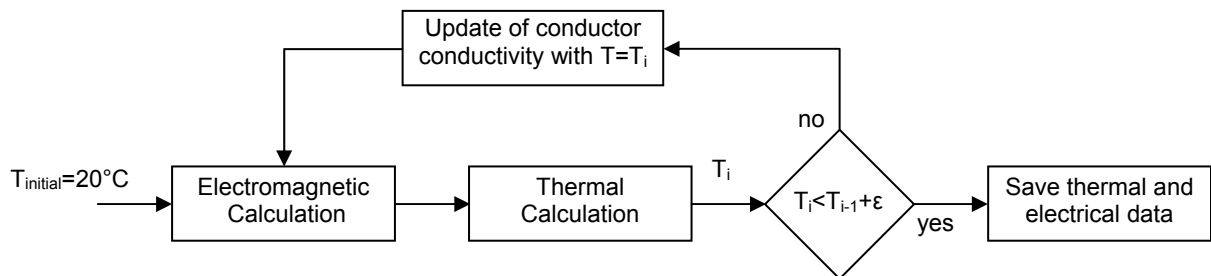 Update of conductor
conductivity with T=Tᵢ
no
T_initial=20°C
Electromagnetic
Calculation
Thermal
Calculation
Tᵢ
Tᵢ<Tᵢ₋₁+ε
yes
Save thermal and
electrical data